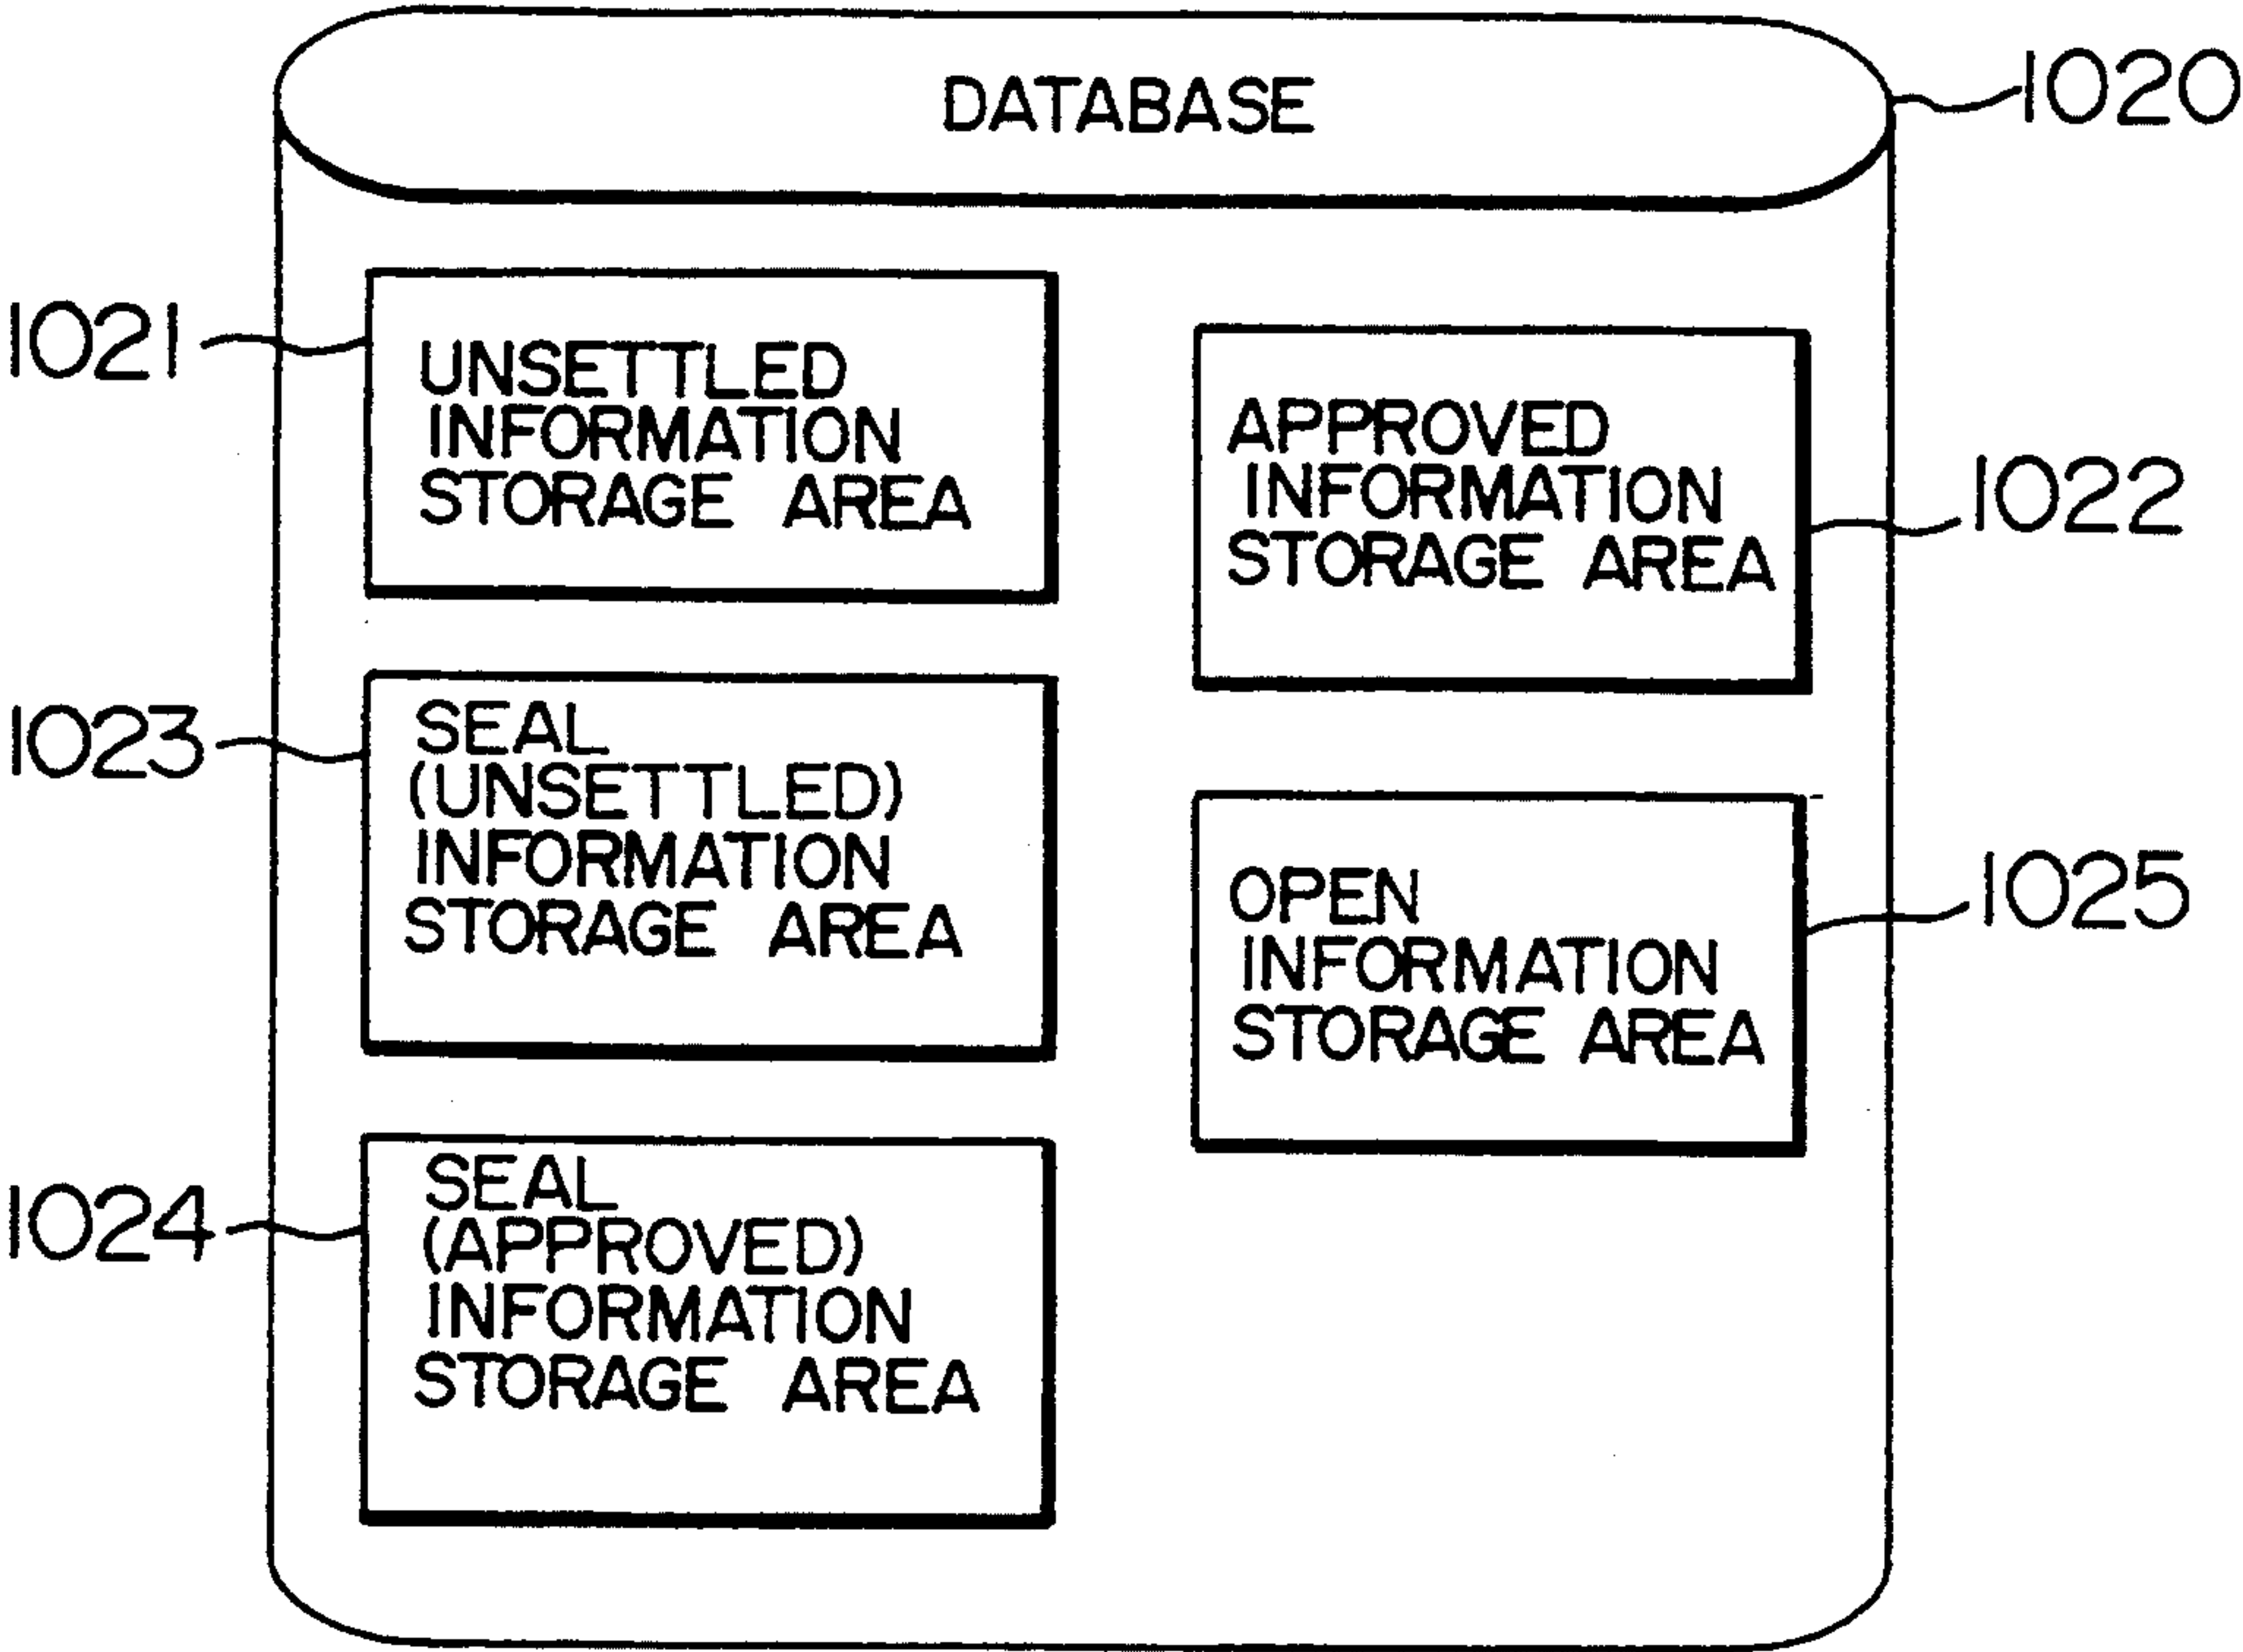 DATABASE
1020
1021
UNSETTLED
INFORMATION
STORAGE AREA
APPROVED
INFORMATION
STORAGE AREA
1022
1023
SEAL
(UNSETTLED)
INFORMATION
STORAGE AREA
OPEN
INFORMATION
STORAGE AREA
1025
1024
SEAL
(APPROVED)
INFORMATION
STORAGE AREA